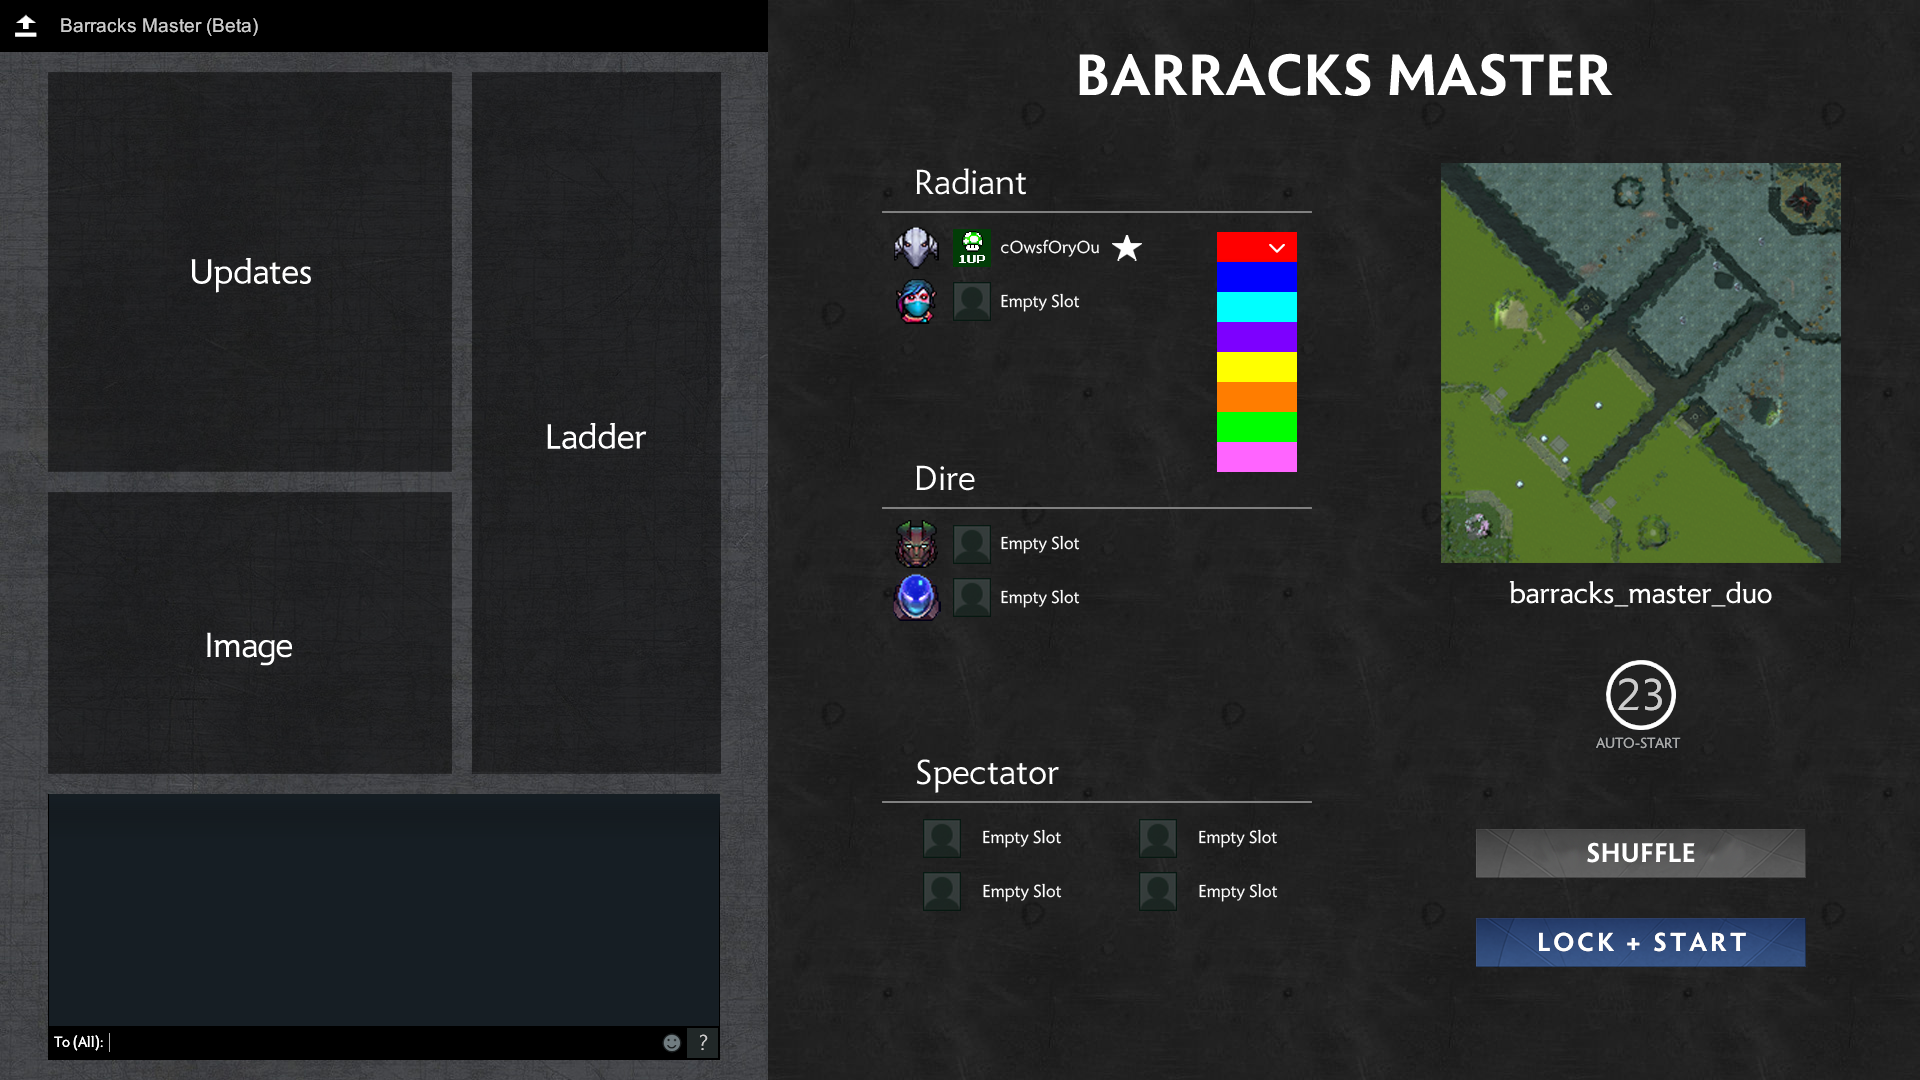 Barracks Master (Beta)
Updates
Ladder
Image
To (All):
?
BARRACKS MASTER
Radiant
1UP
cOwsfOryOu
Empty Slot
Dire
Empty Slot
Empty Slot
Spectator
Empty Slot
Empty Slot
Empty Slot
Empty Slot
barracks_master_duo
23
AUTO-START
SHUFFLE
LOCK + START